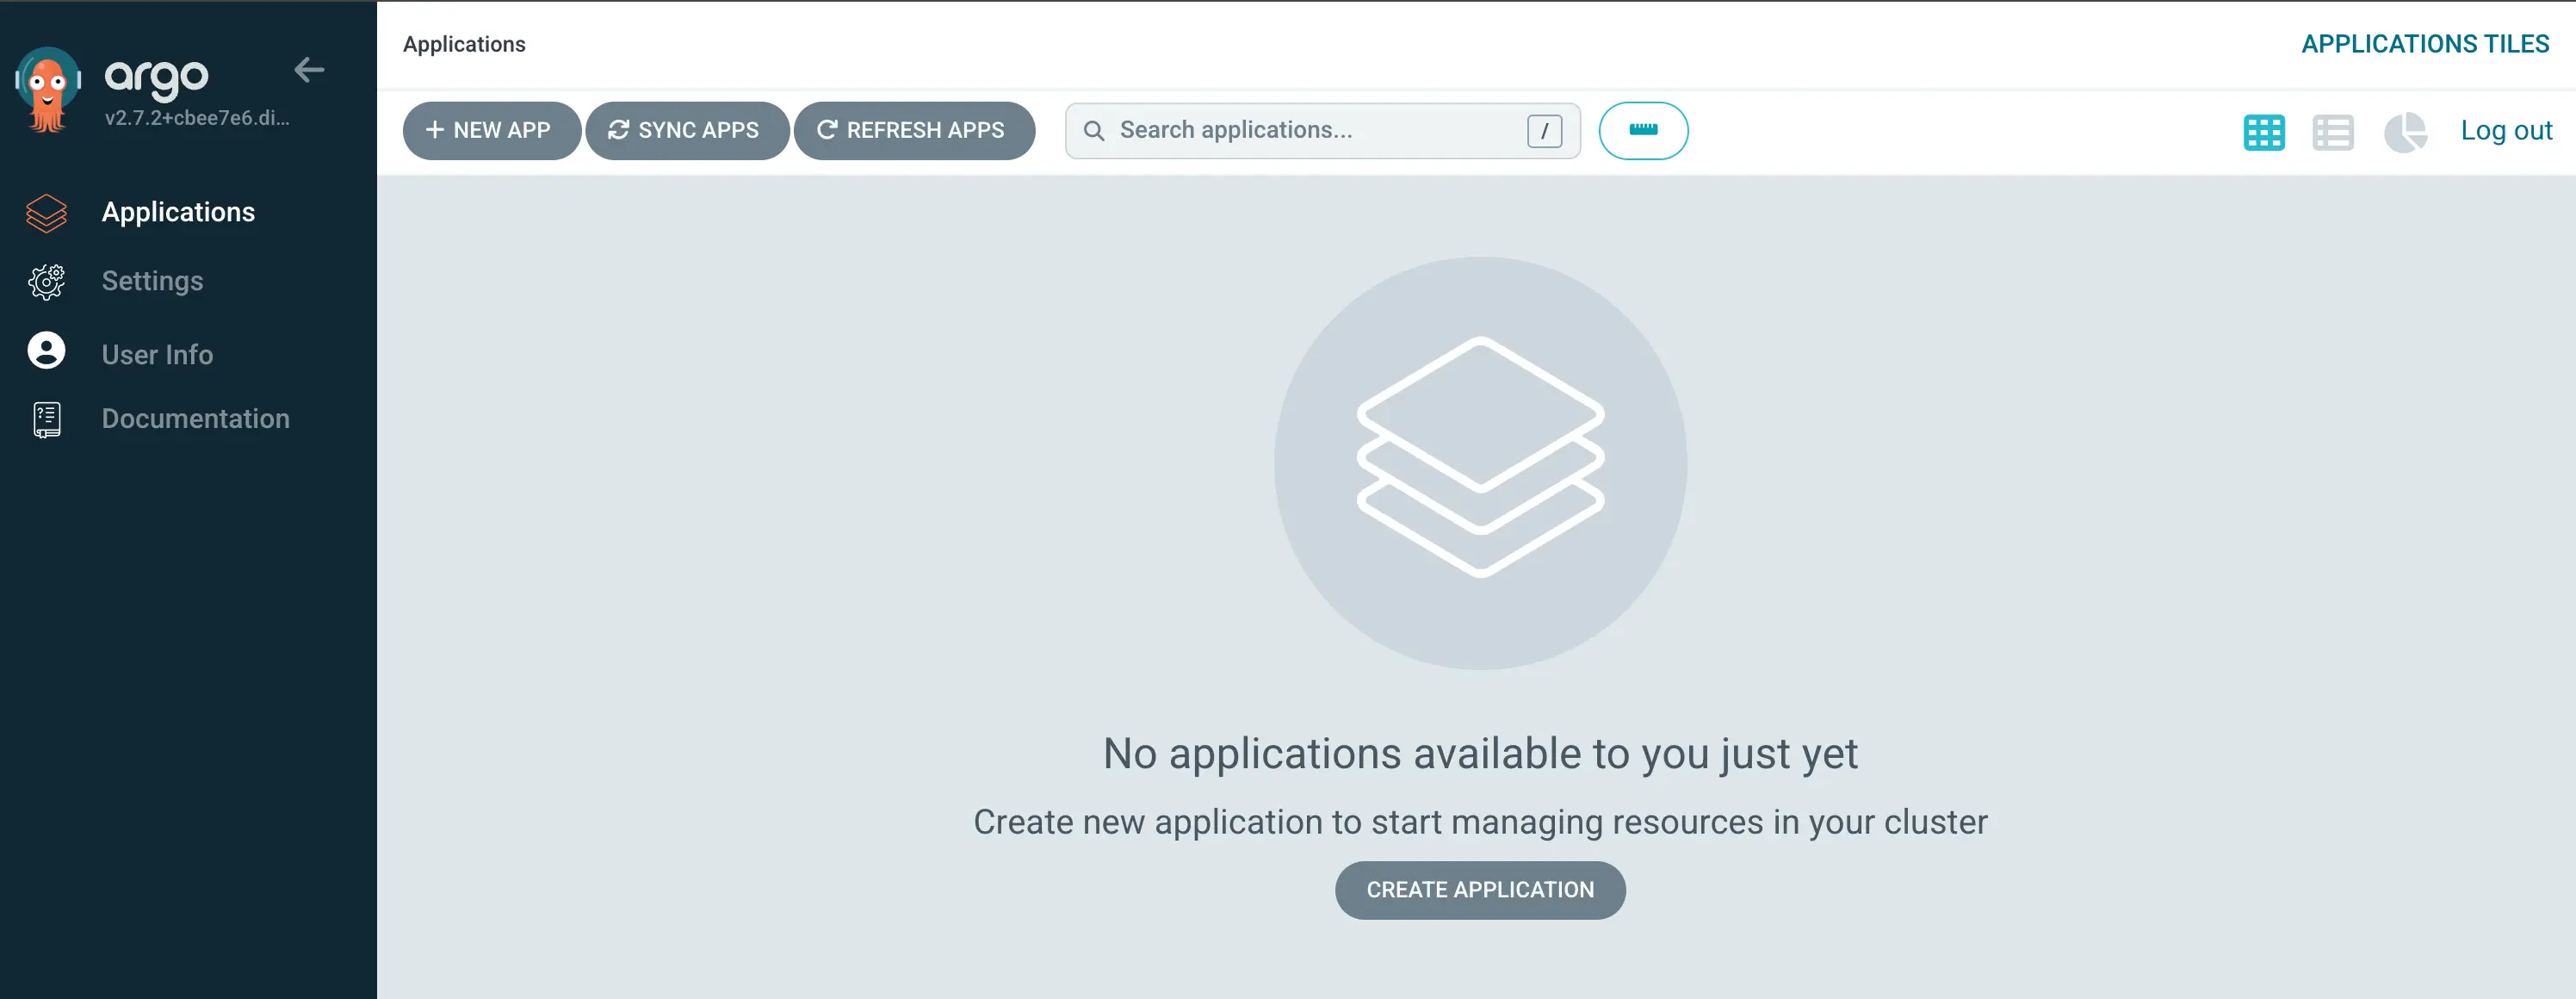 argo
v2.7.2+cbee7e6.di...
Applications
Settings
User Info
Documentation
Applications
APPLICATIONS TILES
+ NEW APP
SYNC APPS
REFRESH APPS
Search applications...
/
Log out
No applications available to you just yet
Create new application to start managing resources in your cluster
CREATE APPLICATION